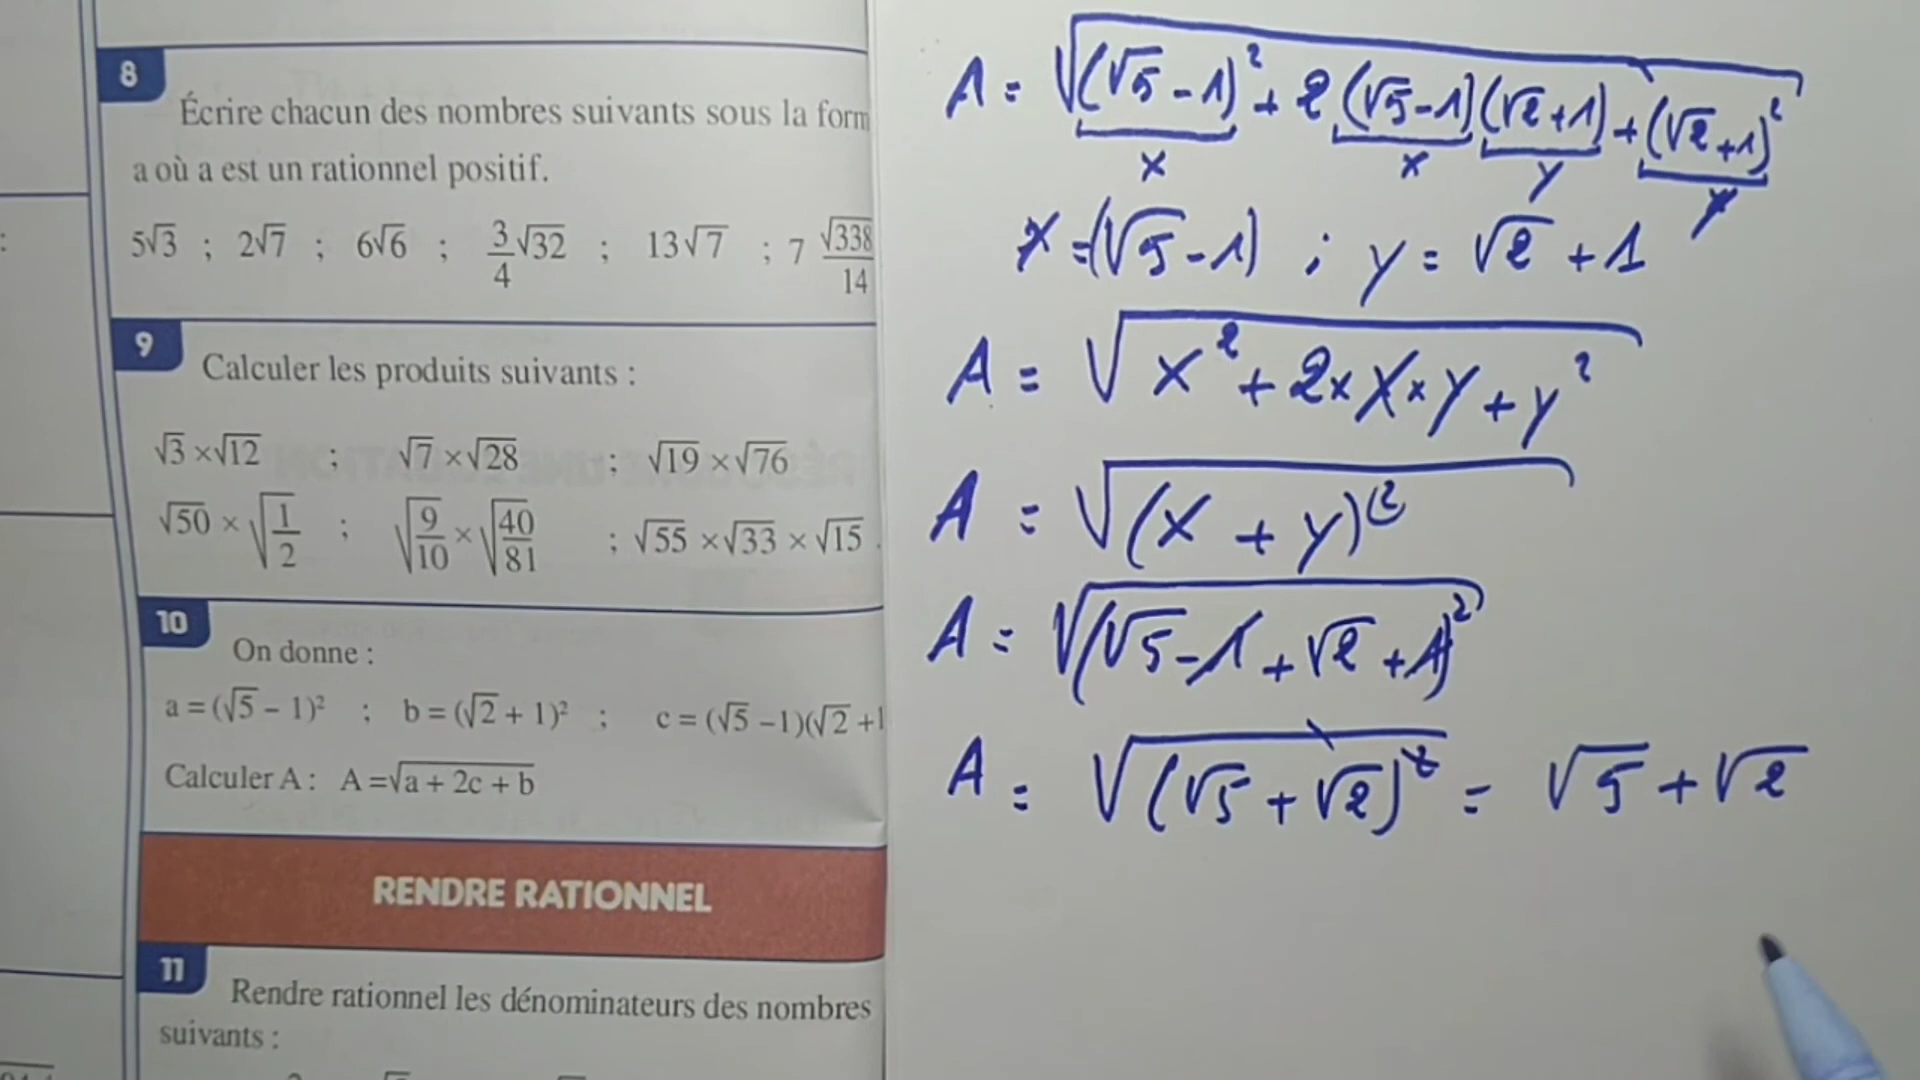 8
Écrire chacun des nombres suivants sous la form
a où a est un rationnel positif.
5√3 ; 2√7 ; 6√6 ; 3/4 √32 ; 13√7 ; 7 √338/14
9
Calculer les produits suivants :
√3 ×√12 ; √7 ×√28 ; √19 ×√76
√50 × √(1/2) ; √(9/10) × √(40/81) ; √55 ×√33 × √15 .
10
On donne :
a = (√5 – 1)² ; b = (√2 + 1)² ; c = (√5 –1)(√2 +1
Calculer A : A =√(a + 2c + b)
RENDRE RATIONNEL
11
Rendre rationnel les dénominateurs des nombres
suivants :
A = √((√5 - 1)² + 2 (√5-1)(√2+1) + (√2+1)²)
x x y y
x = (√5 - 1) ; y = √2 + 1
A = √(x² + 2× x × y + y²)
A = √((x + y)²)
A = √((√5 - 1 + √2 + 1)²)
A = √((√5 + √2)²) = √5 + √2